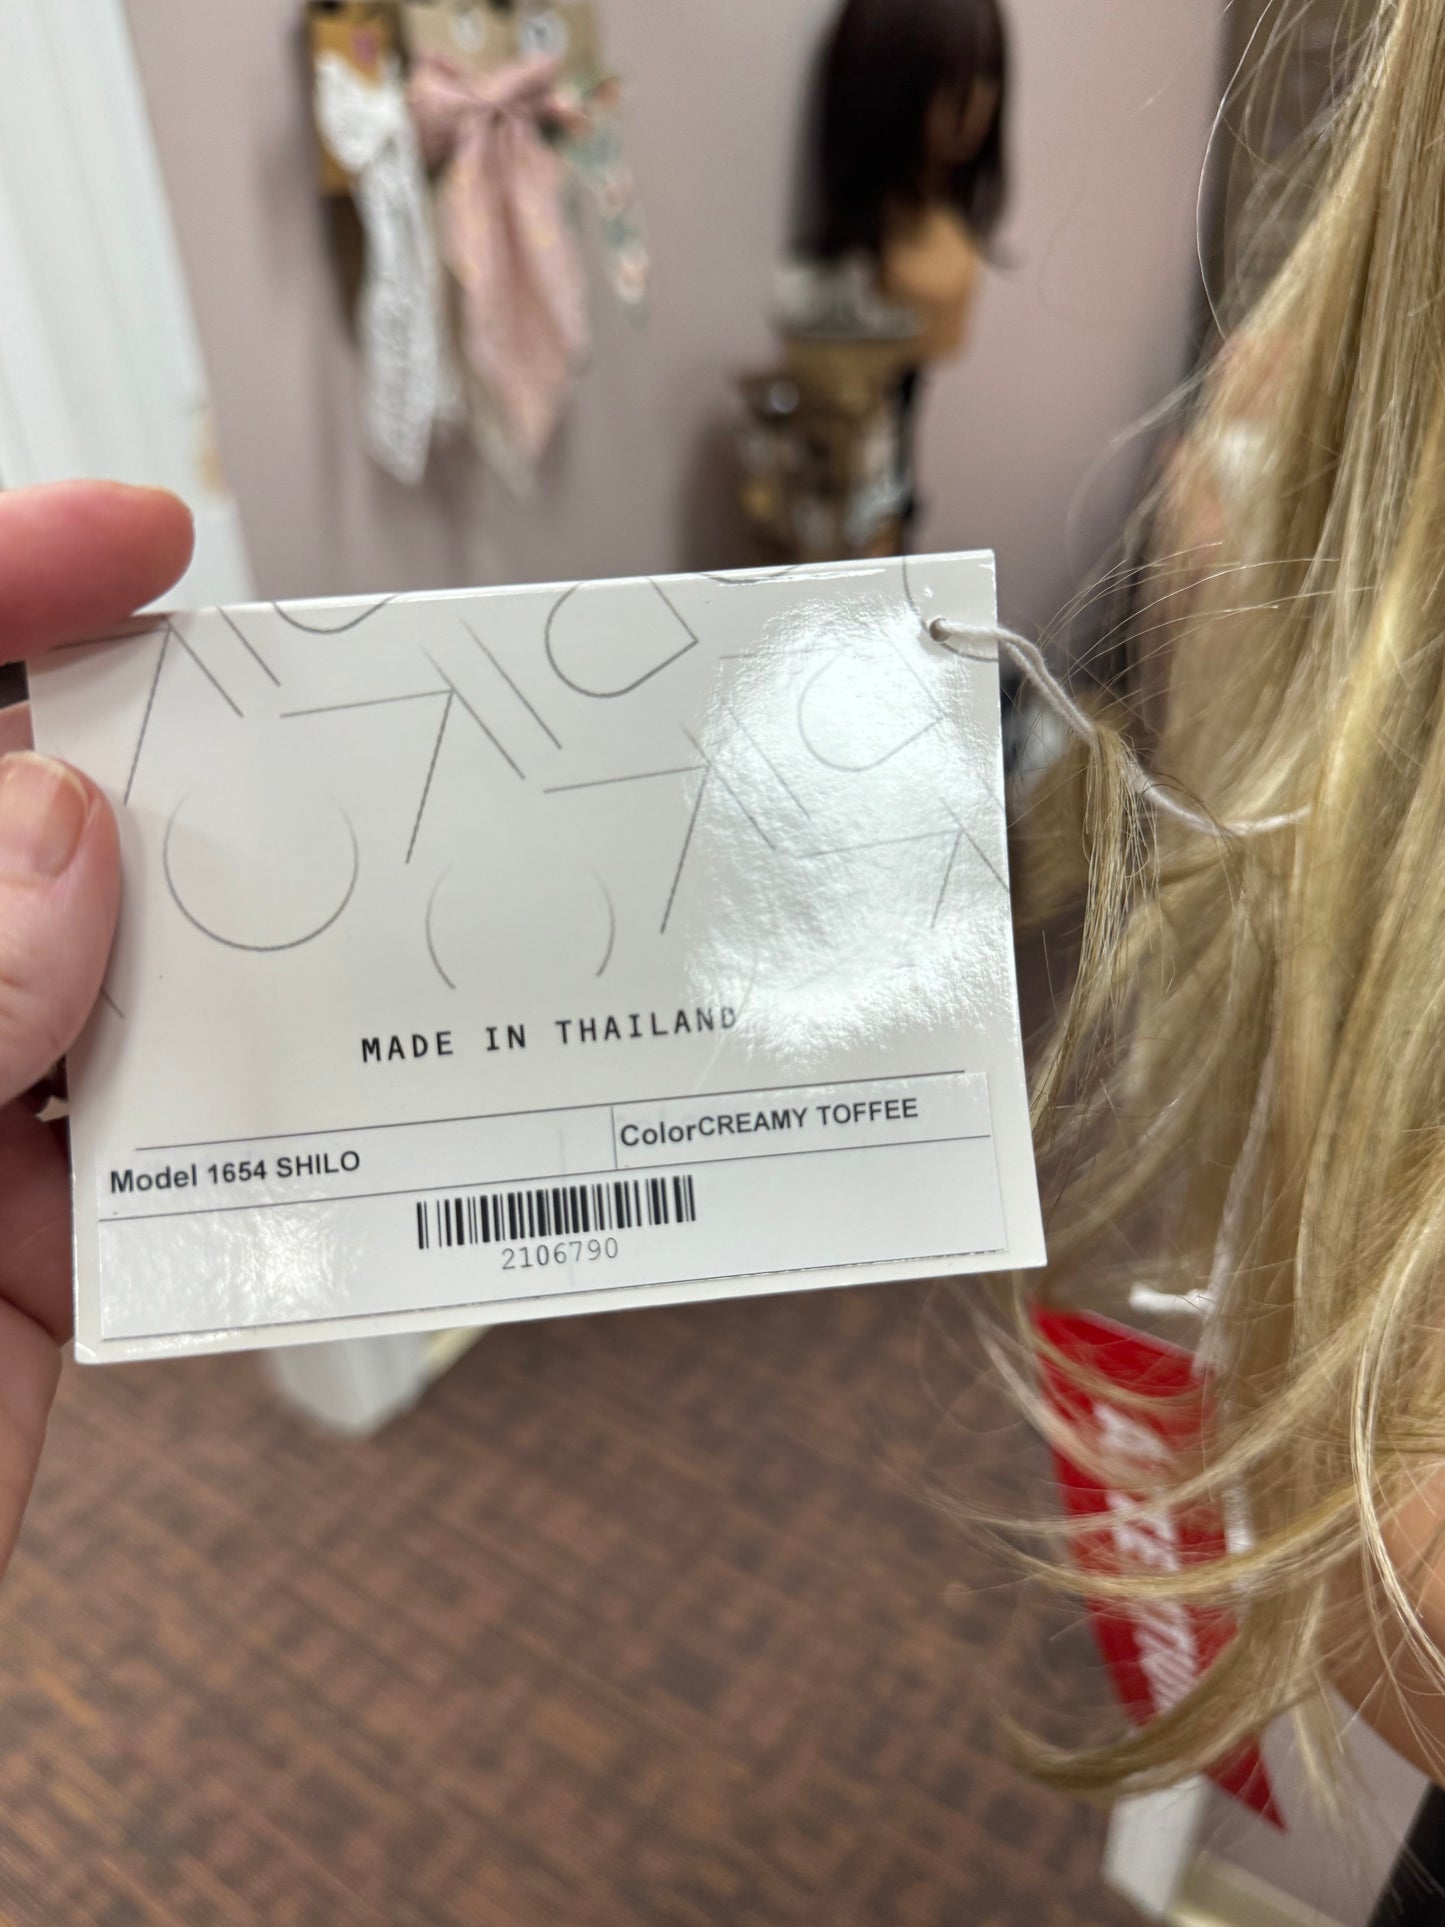 MADE IN THAILAND
Model 1654 SHILO
ColorCREAMY TOFFEE
2106790